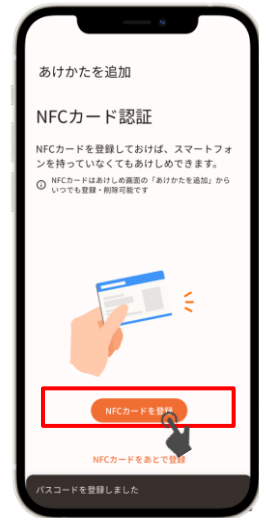 あけかたを追加
NFCカード認証
NFCカードを登録しておけば、スマートフォ
ンを持っていなくてもあけしめできます。
NFCカードはあけしめ画面の「あけかたを追加」から
いつでも登録・削除可能です
NFCカードを登録
NFCカードをあとで登録
パスコードを登録しました